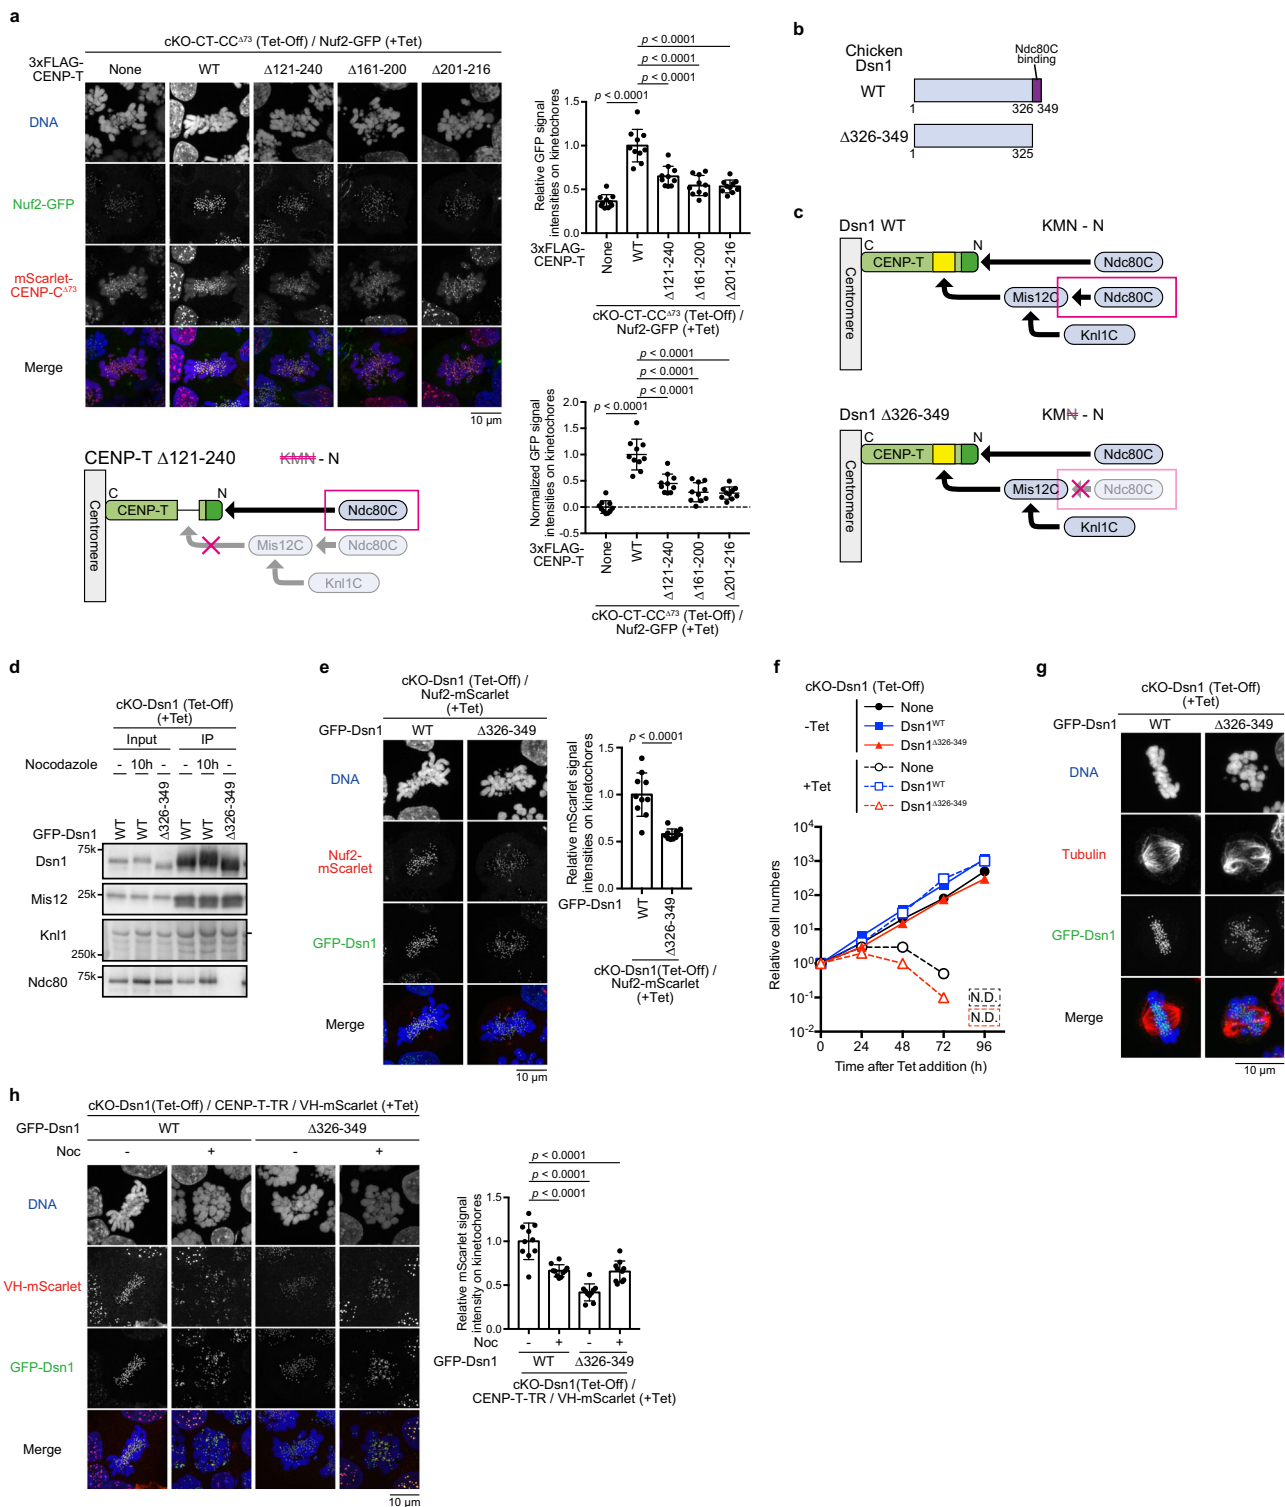 a
cKO-CT-CCΔ73 (Tet-Off) / Nuf2-GFP (+Tet)
3xFLAG-
CENP-T
None
WT
Δ121-240
Δ161-200
Δ201-216
DNA
Nuf2-GFP
mScarlet-
CENP-CΔ73
Merge
10 µm
p < 0.0001
p < 0.0001
p < 0.0001
p < 0.0001
Relative GFP signal
intensities on kinetochores
1.5
1.0
0.5
0.0
3xFLAG-
CENP-T
None
WT
Δ121-240
Δ161-200
Δ201-216
cKO-CT-CCΔ73 (Tet-Off) /
Nuf2-GFP (+Tet)
p < 0.0001
p < 0.0001
p < 0.0001
p < 0.0001
Normalized GFP signal
intensities on kinetochores
2.0
1.5
1.0
0.5
0.0
-0.5
3xFLAG-
CENP-T
None
WT
Δ121-240
Δ161-200
Δ201-216
cKO-CT-CCΔ73 (Tet-Off) /
Nuf2-GFP (+Tet)
CENP-T Δ121-240
KMN - N
Centromere
C
N
CENP-T
Ndc80C
Mis12C
Ndc80C
Knl1C
b
Chicken
Dsn1
Ndc80C
binding
WT
1
326
349
Δ326-349
1
325
c
Dsn1 WT
KMN - N
Centromere
C
N
CENP-T
Ndc80C
Mis12C
Ndc80C
Knl1C
Dsn1 Δ326-349
KMN - N
Centromere
C
N
CENP-T
Ndc80C
Mis12C
Ndc80C
Knl1C
d
cKO-Dsn1 (Tet-Off)
(+Tet)
Input
IP
Nocodazole
-
10h
-
-
10h
-
GFP-Dsn1
WT
WT
Δ326-349
WT
WT
Δ326-349
75k
Dsn1
Mis12
25k
Knl1
250k
75k
Ndc80
e
cKO-Dsn1 (Tet-Off) /
Nuf2-mScarlet
(+Tet)
GFP-Dsn1
WT
Δ326-349
DNA
Nuf2-
mScarlet
GFP-Dsn1
Merge
10 µm
p < 0.0001
Relative mScarlet signal
intensities on kinetochores
1.5
1.0
0.5
0.0
GFP-Dsn1
WT
Δ326-349
cKO-Dsn1(Tet-Off) /
Nuf2-mScarlet
(+Tet)
f
cKO-Dsn1 (Tet-Off)
-Tet
None
Dsn1WT
Dsn1Δ326-349
+Tet
None
Dsn1WT
Dsn1Δ326-349
Relative cell numbers
104
103
102
101
100
10-1
10-2
N.D.
N.D.
0
24
48
72
96
Time after Tet addition (h)
g
cKO-Dsn1 (Tet-Off)
(+Tet)
GFP-Dsn1
WT
Δ326-349
DNA
Tubulin
GFP-Dsn1
Merge
10 µm
h
cKO-Dsn1(Tet-Off) / CENP-T-TR / VH-mScarlet (+Tet)
GFP-Dsn1
WT
Δ326-349
Noc
-
+
-
+
DNA
VH-mScarlet
GFP-Dsn1
Merge
10 µm
p < 0.0001
p < 0.0001
p < 0.0001
Relative mScarlet signal
intensity on kinetochores
1.5
1.0
0.5
0.0
Noc
-
+
-
+
GFP-Dsn1
WT
Δ326-349
cKO-Dsn1(Tet-Off) /
CENP-T-TR / VH-mScarlet (+Tet)